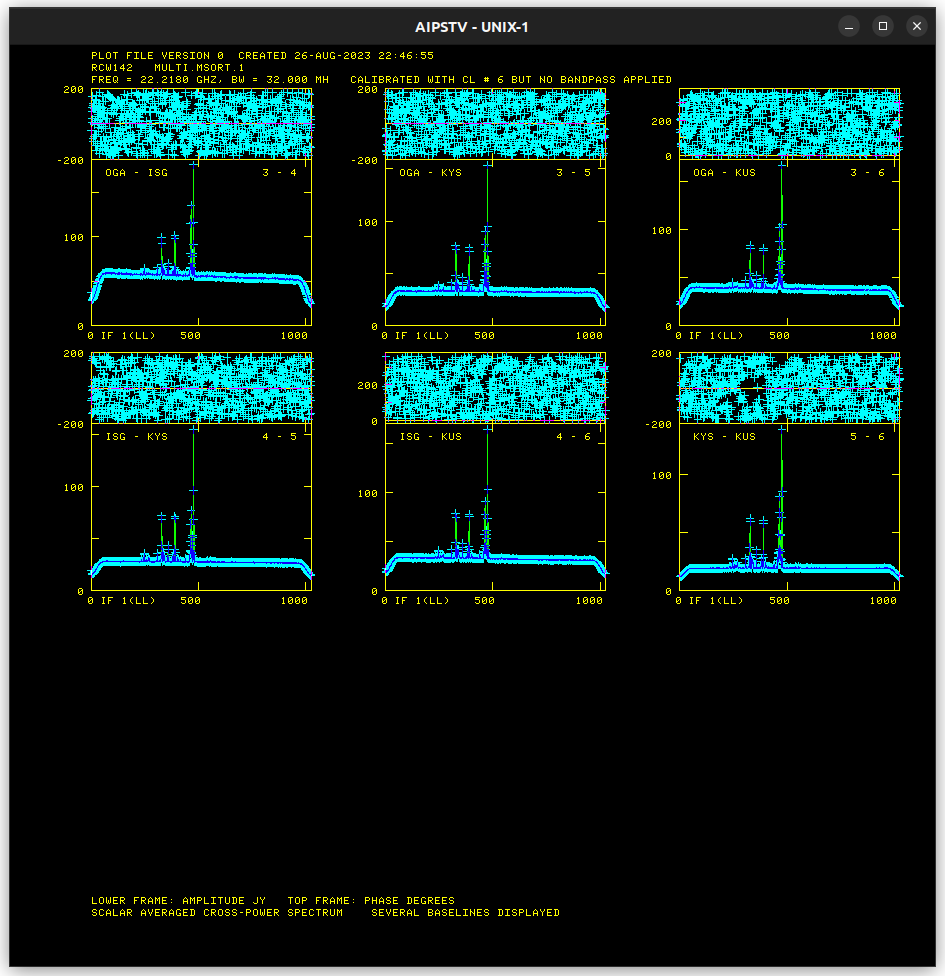 AIPSTV - UNIX-1
PLOT FILE VERSION 0 CREATED 26-AUG-2023 22:46:55
RCW142 MULTI.MSORT.1
FREQ = 22.2180 GHZ, BW = 32.000 MH CALIBRATED WITH CL # 6 BUT NO BANDPASS APPLIED
200
-200
OGA - ISG 3 - 4
100
0
0 IF 1(LL) 500 1000
200
-200
OGA - KYS 3 - 5
100
0
0 IF 1(LL) 500 1000
200
0
OGA - KUS 3 - 6
100
0
0 IF 1(LL) 500 1000
200
-200
ISG - KYS 4 - 5
100
0
0 IF 1(LL) 500 1000
200
0
ISG - KUS 4 - 6
100
0
0 IF 1(LL) 500 1000
200
-200
KYS - KUS 5 - 6
100
0
0 IF 1(LL) 500 1000
LOWER FRAME: AMPLITUDE JY TOP FRAME: PHASE DEGREES
SCALAR AVERAGED CROSS-POWER SPECTRUM SEVERAL BASELINES DISPLAYED